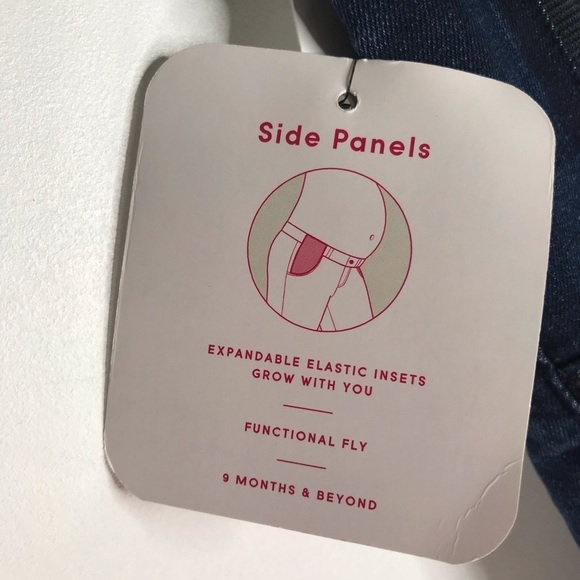 Side Panels
EXPANDABLE ELASTIC INSETS
GROW WITH YOU
FUNCTIONAL FLY
9 MONTHS & BEYOND